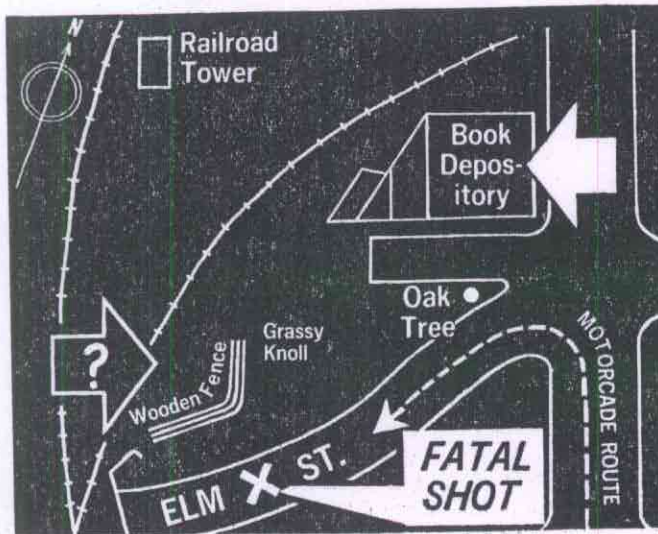 N
Railroad
Tower
Book
Depos-
itory
Oak
Tree
Grassy
Knoll
?
Wooden Fence
MOTORCADE ROUTE
ELM X ST.
FATAL
SHOT